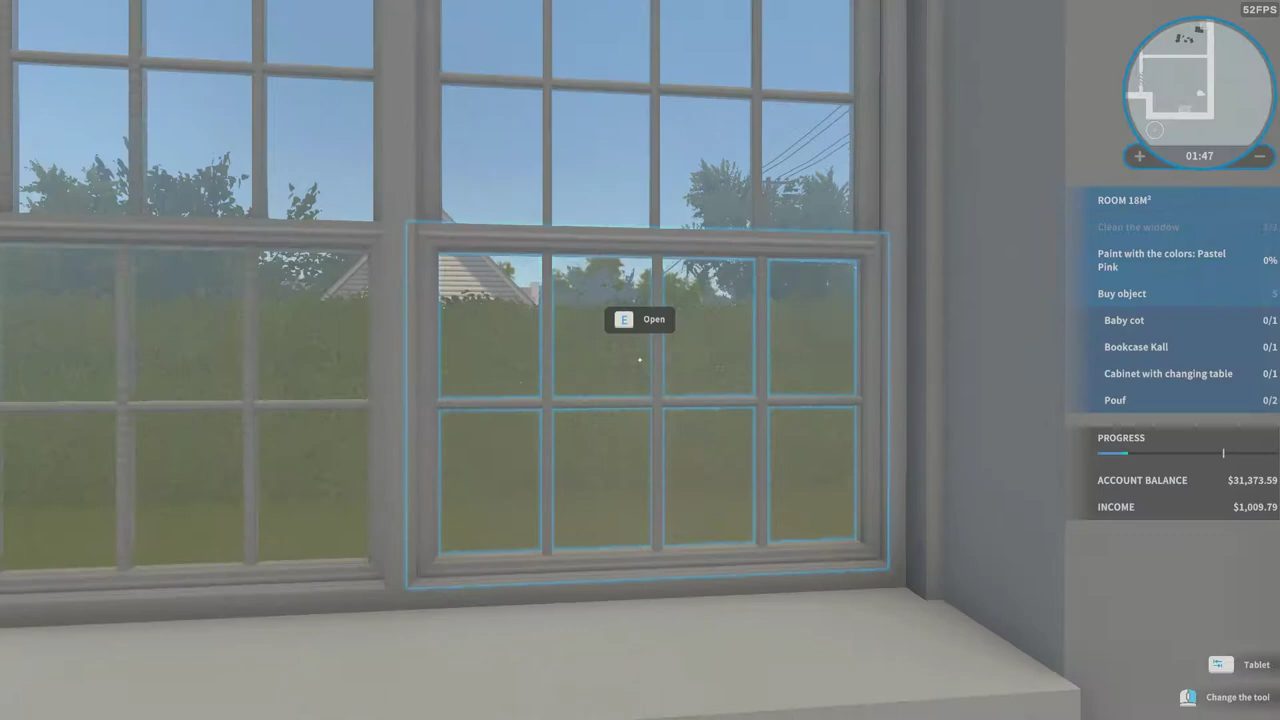 52FPS
01:47
ROOM 18M²
Clean the window
Paint with the colors: Pastel
Pink
0%
Buy object
5
Baby cot 0/1
Bookcase Kall 0/1
Cabinet with changing table 0/1
Pouf 0/2
E Open
PROGRESS
ACCOUNT BALANCE $31,373.59
INCOME $1,009.79
Tablet
Change the tool